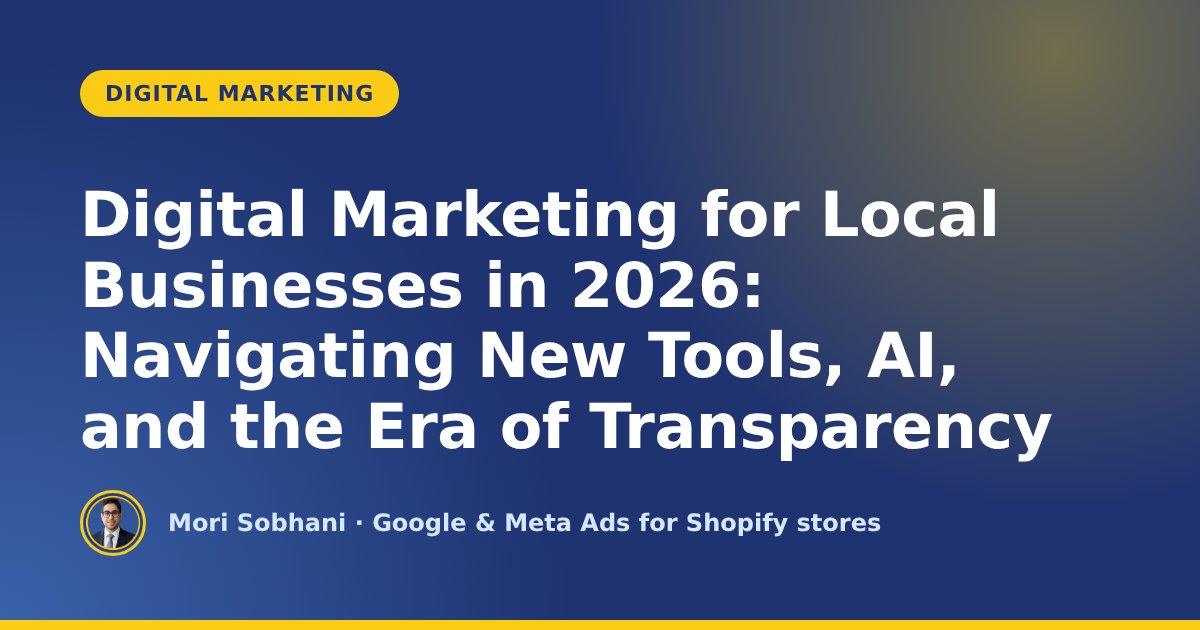 DIGITAL MARKETING
Digital Marketing for Local
Businesses in 2026:
Navigating New Tools, AI,
and the Era of Transparency
Mori Sobhani · Google & Meta Ads for Shopify stores